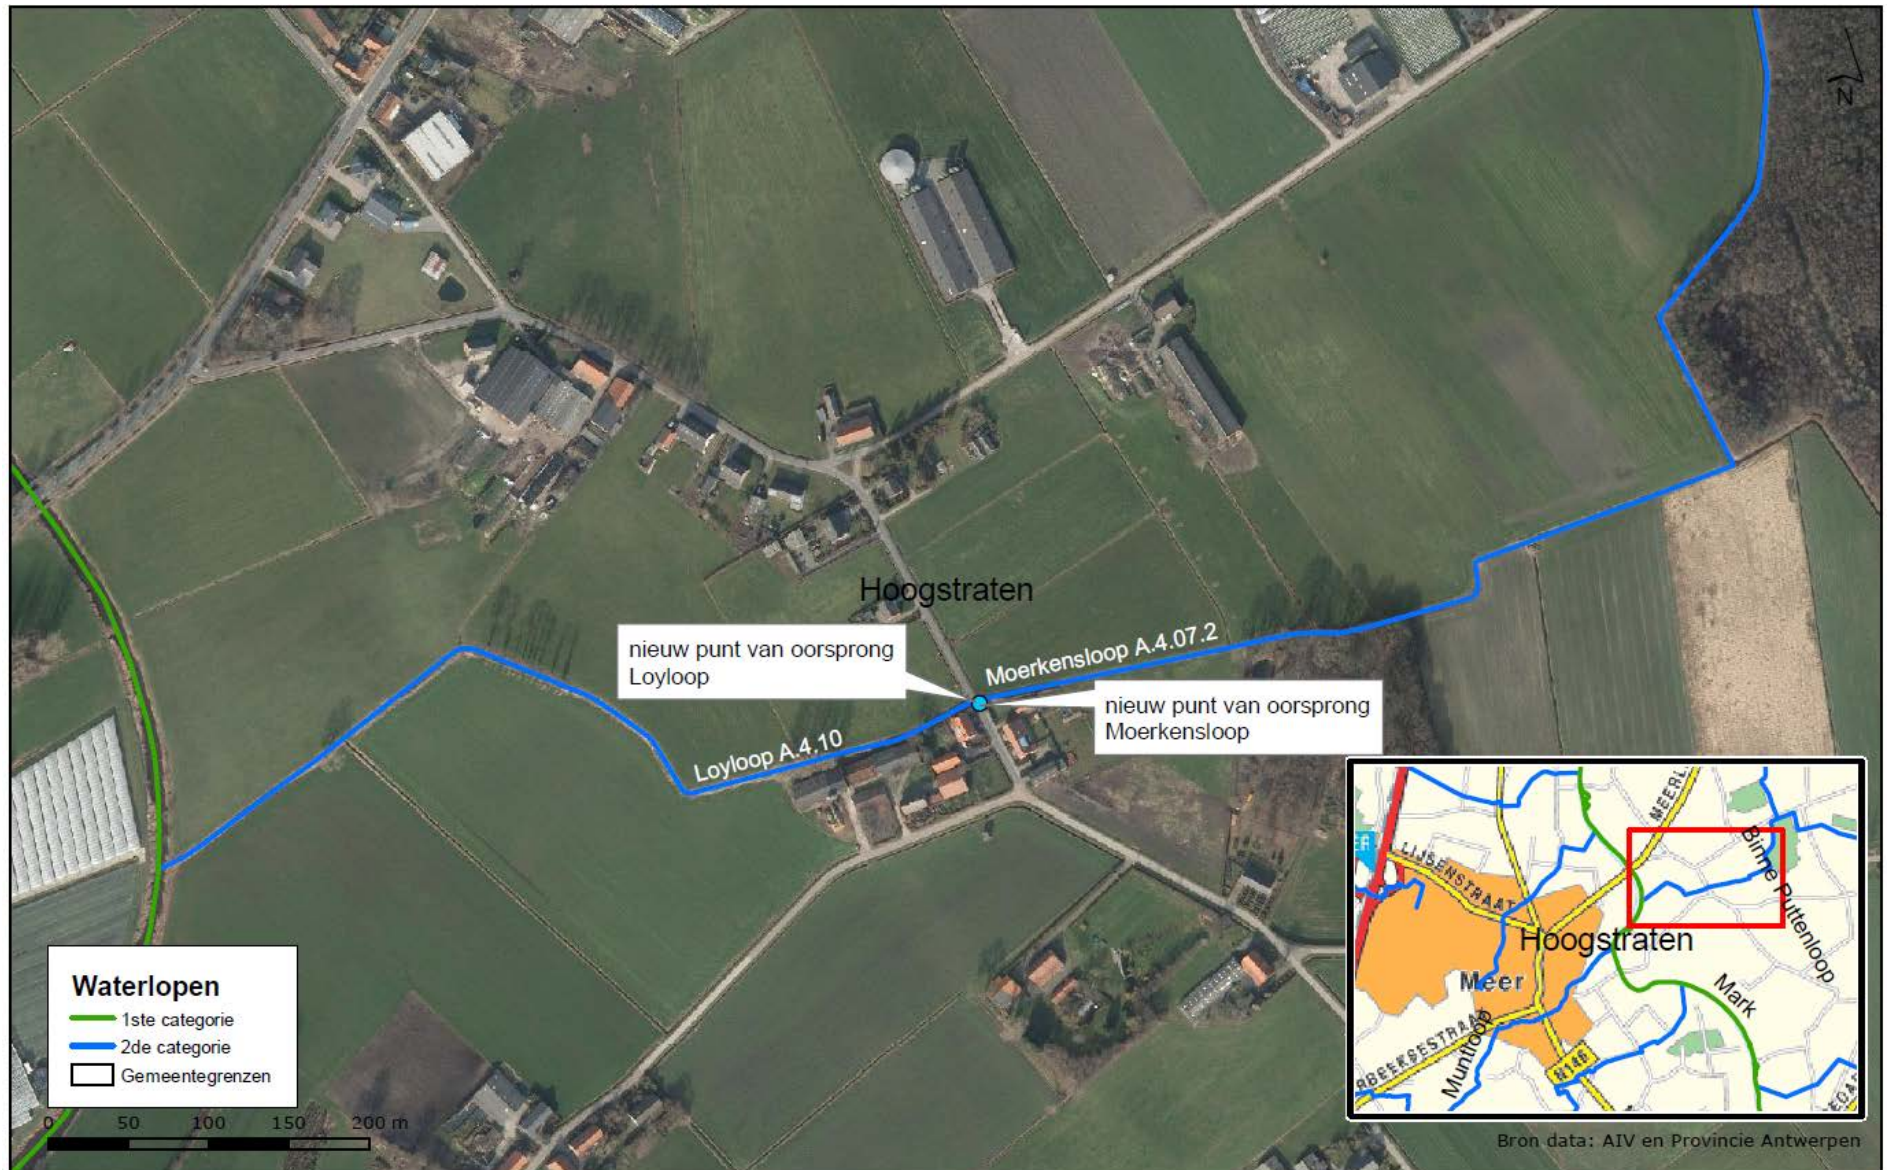 N
Hoogstraten
nieuw punt van oorsprong
Loyloop
Moerkensloop A.4.07.2
nieuw punt van oorsprong
Moerkensloop
Loyloop A.4.10
Waterlopen
1ste categorie
2de categorie
Gemeentegrenzen
0 50 100 150 200 m
LIJSENSTRAAT
Binne Puttenloop
Hoogstraten
Meer
Mark
Muntloop
N146
Bron data: AIV en Provincie Antwerpen